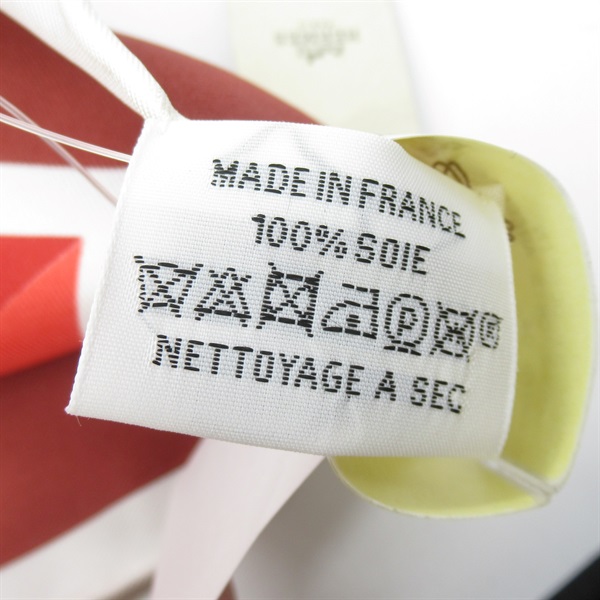 MADE IN FRANCE
100% SOIE
P
NETTOYAGE A SEC